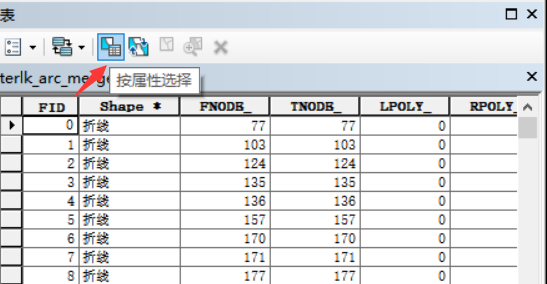 表
terlk_arc_merg
按属性选择
FID Shape * FNODE_ TNODE_ LPOLY_ RPOLY_
0 折线 77 77 0
1 折线 103 103 0
2 折线 124 124 0
3 折线 135 135 0
4 折线 136 136 0
5 折线 157 157 0
6 折线 170 170 0
7 折线 171 171 0
8 折线 177 177 0